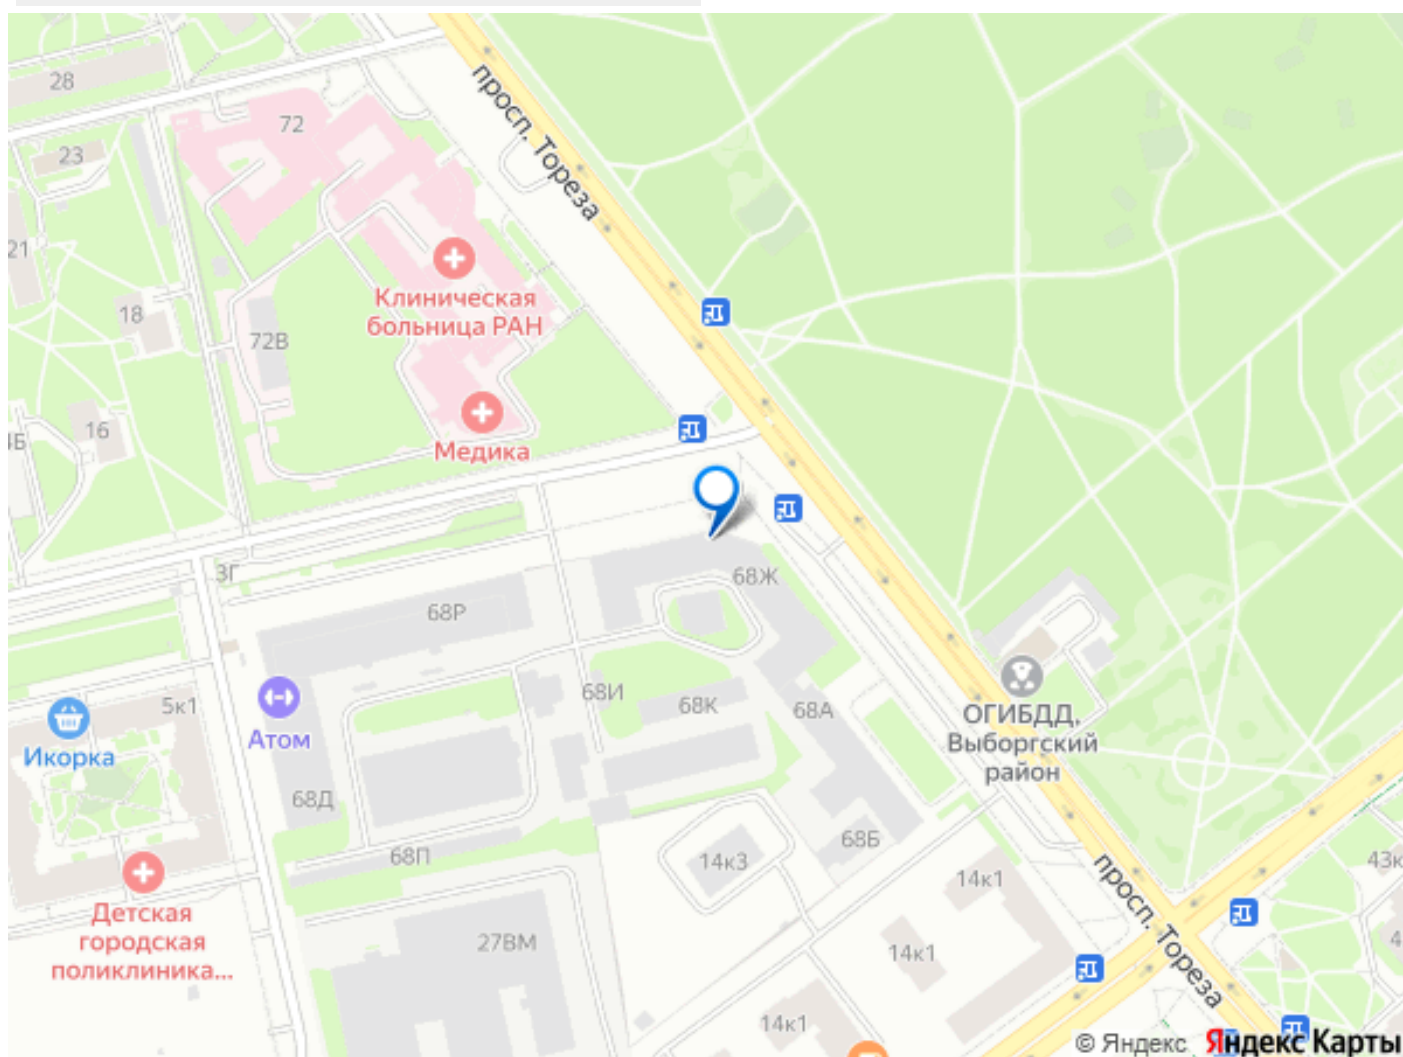 28
72
23
просп. Тореза
21
Клиническая
больница РАН
18
72В
16
Медика
3Г
68Ж
68Р
68И
68К
68А
5к1
Атом
Икорка
ОГИБДД,
Выборгский
район
68Д
68Б
14к3
68П
14к1
43к
Детская
городская
поликлиника...
27ВМ
просп. Тореза
14к1
14к1
© Яндекс Яндекс Карты